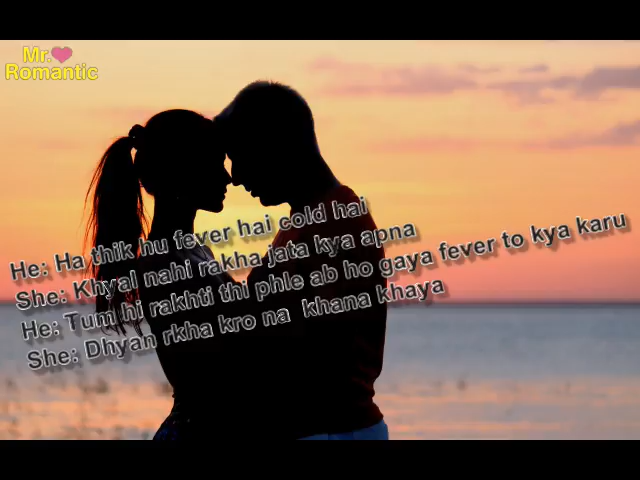 Mr.
Romantic
He: Ha thik hu fever hai cold hai
She: Khyal nahi rakha jata kya apna
He: Tum hi rakhti thi phle ab ho gaya fever to kya karu
She: Dhyan rkha kro na khana khaya